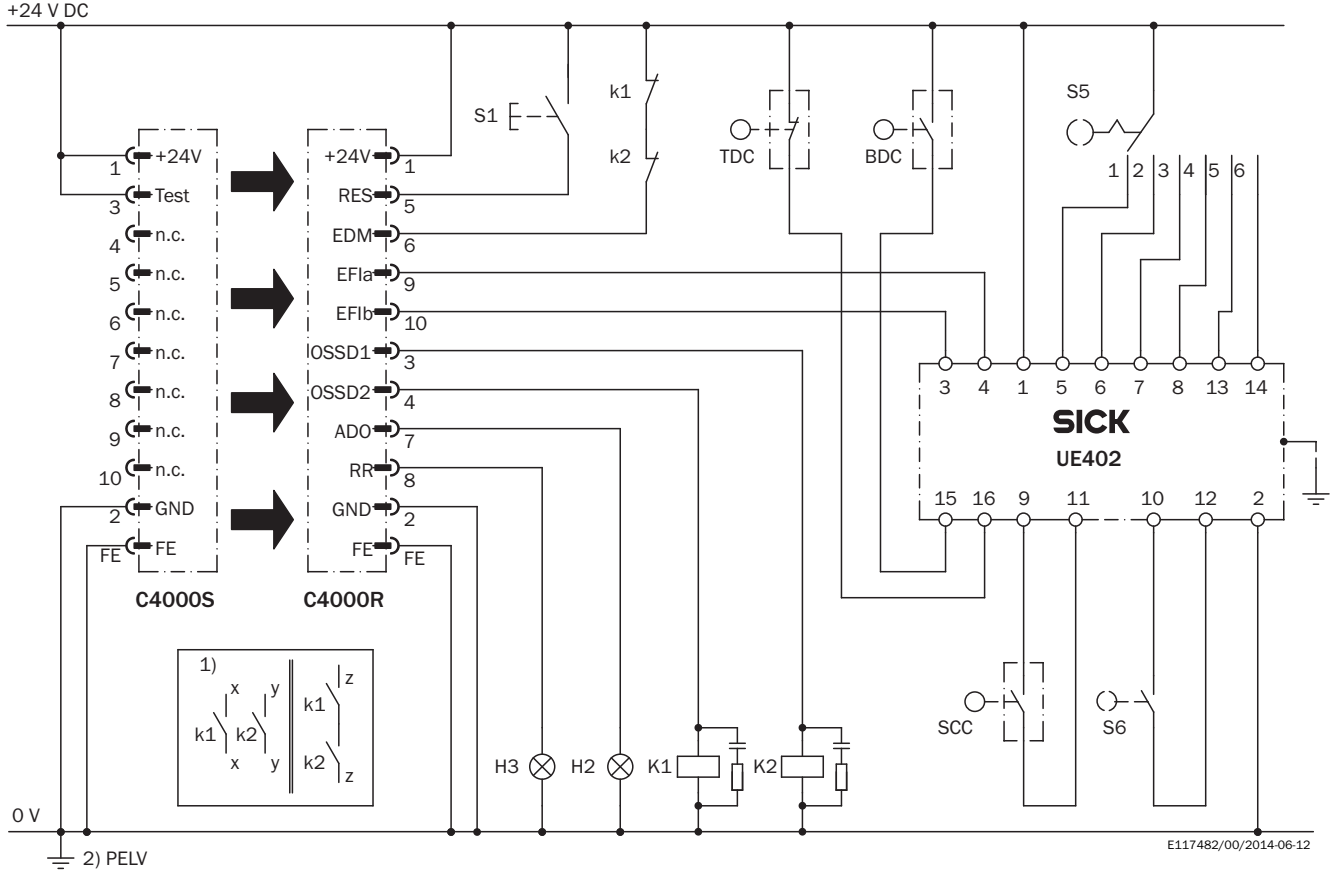 +24 V DC
S1
k1
k2
TDC
BDC
S5
1 2 3 4 5 6
+24V
1
Test
3
n.c.
4
n.c.
5
n.c.
6
n.c.
7
n.c.
8
n.c.
9
n.c.
10
GND
2
FE
FE
C4000S
+24V
1
RES
5
EDM
6
EFIa
9
EFIb
10
OSSD1
3
OSSD2
4
ADO
7
RR
8
GND
2
FE
FE
C4000R
3 4 1 5 6 7 8 13 14
SICK
UE402
15 16 9 11 10 12 2
1)
x y z
k1 k2 k1
x y k2 z
SCC
S6
H3
H2
K1
K2
0 V
2) PELV
E117482/00/2014-06-12